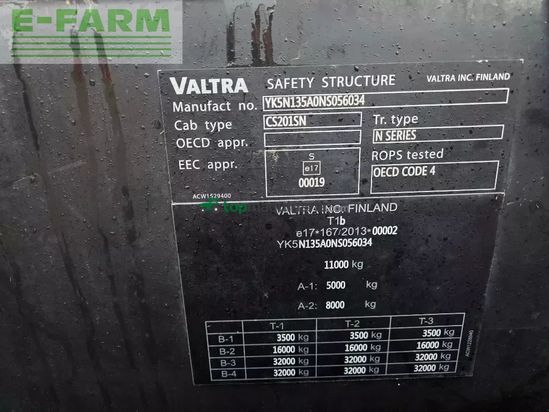 E-FARM
VALTRA SAFETY STRUCTURE VALTRA INC. FINLAND
Manufact no. YK5N135A0NS056034
Cab type CS201SN Tr. type
OECD appr. N SERIES
EEC appr. S ROPS tested
e17
00019 OECD CODE 4
ACW1529400
top
VALTRA INC. FINLAND
T1b
e17*167/2013*00002
YK5N135A0NS056034
11000 kg
A-1: 5000 kg
A-2: 8000 kg
T-1 T-2 T-3
B-1 3500 kg 3500 kg 3500 kg
B-2 16000 kg 16000 kg 16000 kg
B-3 32000 kg 32000 kg 32000 kg
B-4 32000 kg 32000 kg 32000 kg